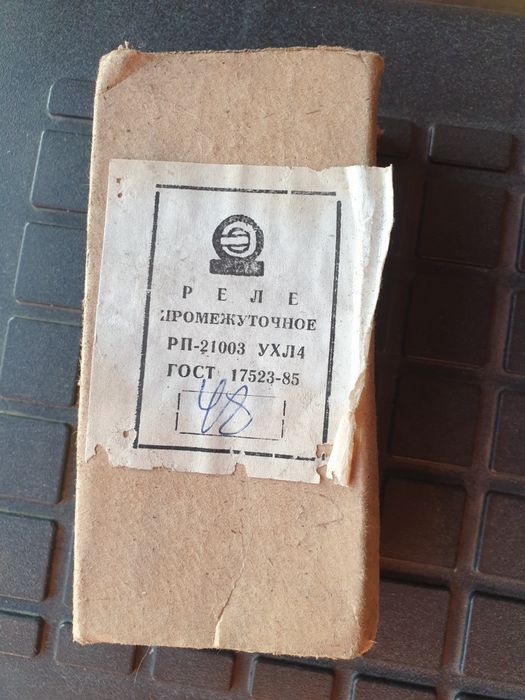 РЕЛЕ
ПРОМЕЖУТОЧНОЕ
РП-21003 УХЛ4
ГОСТ 17523-85
48